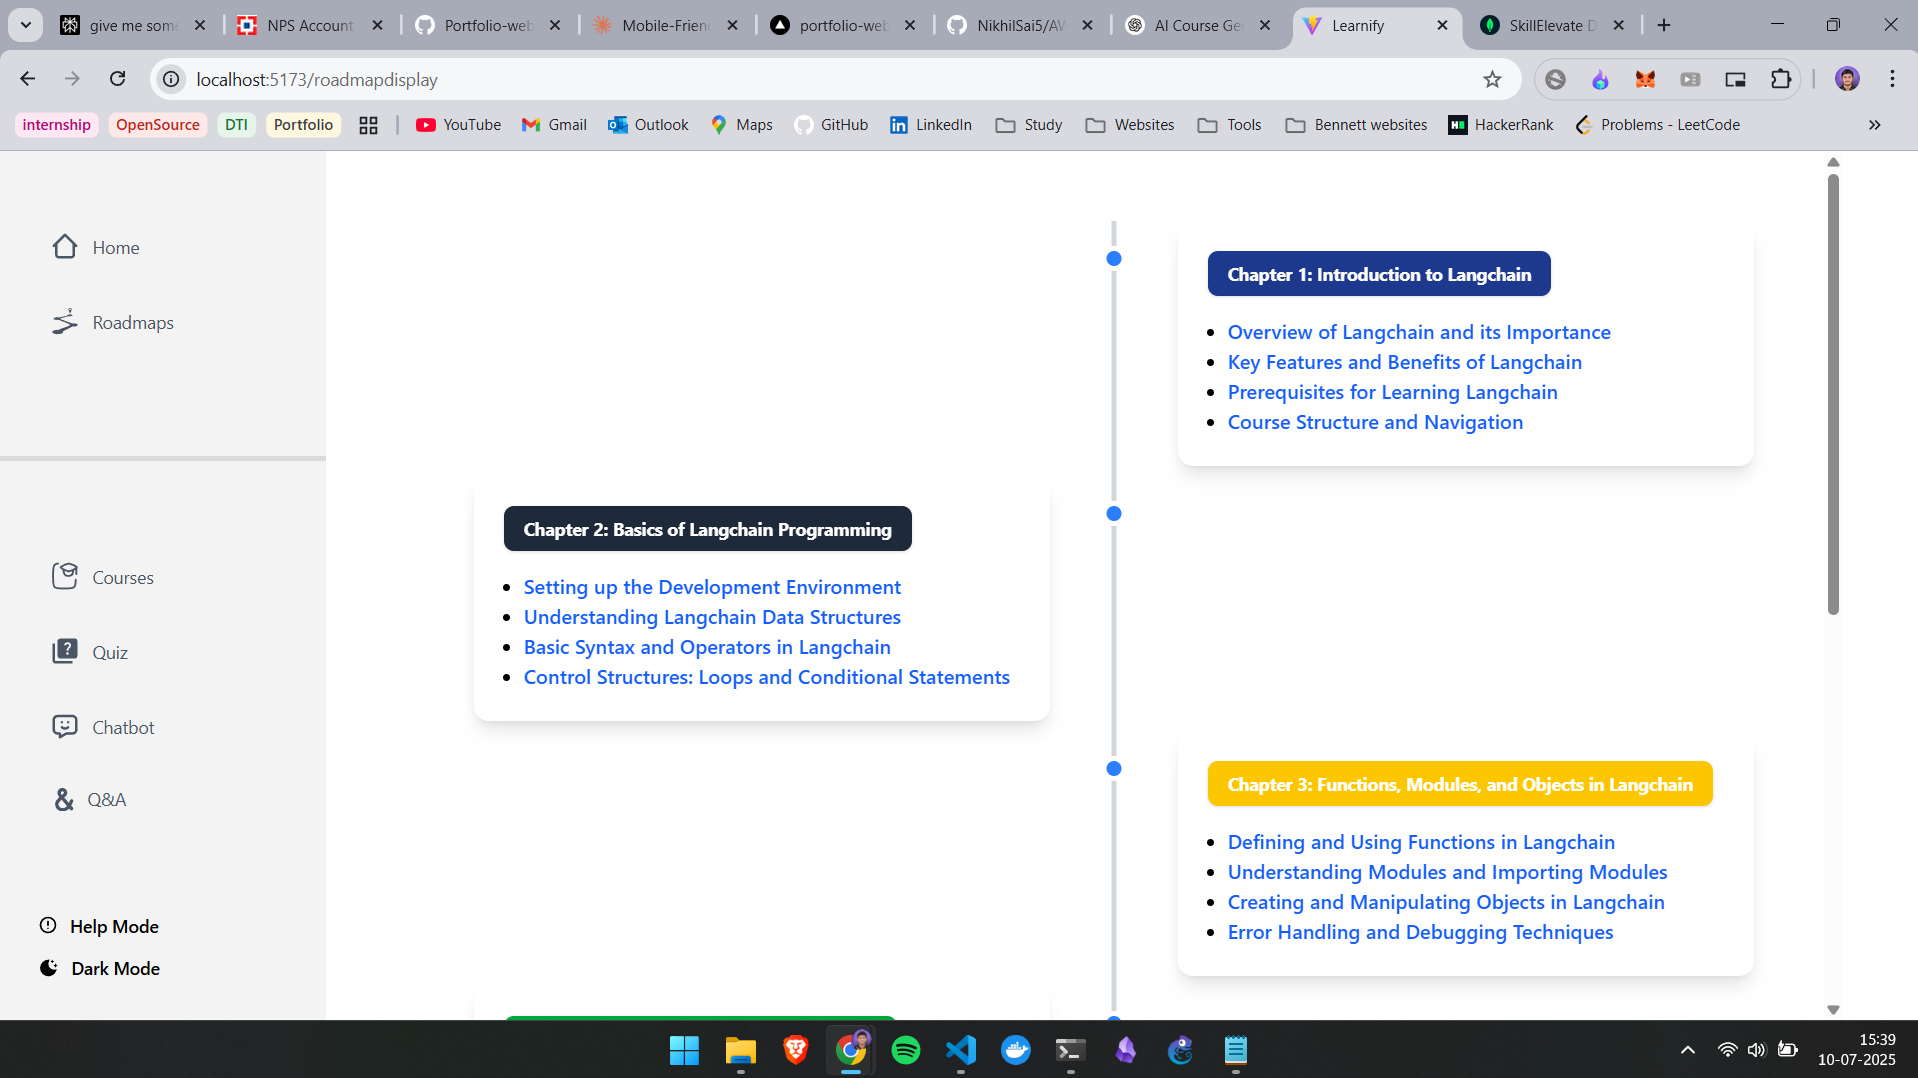 give me some
NPS Account
Portfolio-web
Mobile-Frien
portfolio-web
NikhilSai5/AW
AI Course Ge
Learnify
SkillElevate D
localhost:5173/roadmapdisplay
internship
OpenSource
DTI
Portfolio
YouTube
Gmail
Outlook
Maps
GitHub
LinkedIn
Study
Websites
Tools
Bennett websites
HackerRank
Problems - LeetCode
Home
Roadmaps
Courses
Quiz
Chatbot
Q&A
Help Mode
Dark Mode
Chapter 1: Introduction to Langchain
Overview of Langchain and its Importance
Key Features and Benefits of Langchain
Prerequisites for Learning Langchain
Course Structure and Navigation
Chapter 2: Basics of Langchain Programming
Setting up the Development Environment
Understanding Langchain Data Structures
Basic Syntax and Operators in Langchain
Control Structures: Loops and Conditional Statements
Chapter 3: Functions, Modules, and Objects in Langchain
Defining and Using Functions in Langchain
Understanding Modules and Importing Modules
Creating and Manipulating Objects in Langchain
Error Handling and Debugging Techniques
15:39
10-07-2025